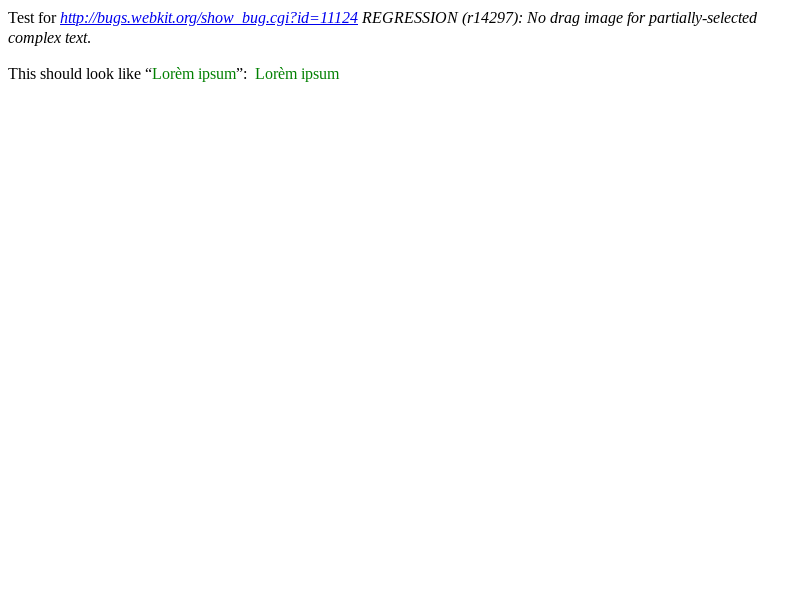 Test for http://bugs.webkit.org/show_bug.cgi?id=11124 REGRESSION (r14297): No drag image for partially-selected
complex text.
This should look like “Lorèm ipsum”:  Lorèm ipsum